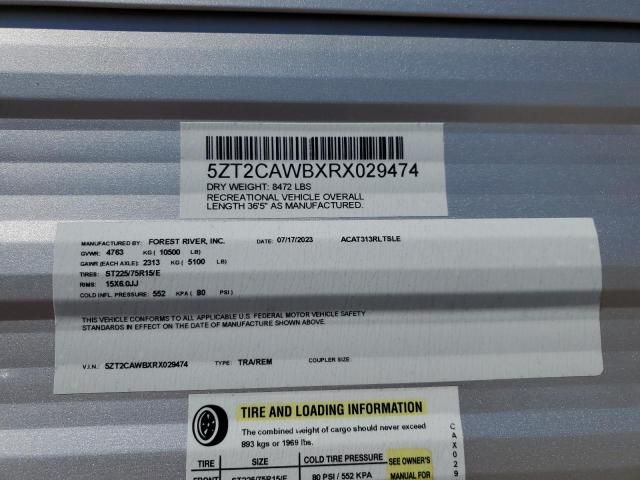 5ZT2CAWBXRX029474
DRY WEIGHT: 8472 LBS
RECREATIONAL VEHICLE OVERALL
LENGTH 36'5" AS MANUFACTURED.
MANUFACTURED BY: FOREST RIVER, INC. DATE: 07/17/2023 ACAT313RLTSLE
GVWR: 4763 KG ( 10500 LB)
GAWR (EACH AXLE): 2313 KG ( 5100 LB)
TIRES: ST225/75R15/E
RIMS: 15X6.0JJ
COLD INFL. PRESS: 552 KPA ( 80 PSI)
THIS VEHICLE CONFORMS TO ALL APPLICABLE U.S. FEDERAL MOTOR VEHICLE SAFETY
STANDARDS IN EFFECT ON THE DATE OF MANUFACTURE SHOWN ABOVE.
V.I.N.: 5ZT2CAWBXRX029474 TYPE: TRA/REM COUPLER SIZE:
TIRE AND LOADING INFORMATION
The combined weight of cargo should never exceed
893 kgs or 1969 lbs.
TIRE SIZE COLD TIRE PRESSURE SEE OWNER'S
FRONT ST225/75R15/E 80 PSI / 552 KPA MANUAL FOR
CAX029